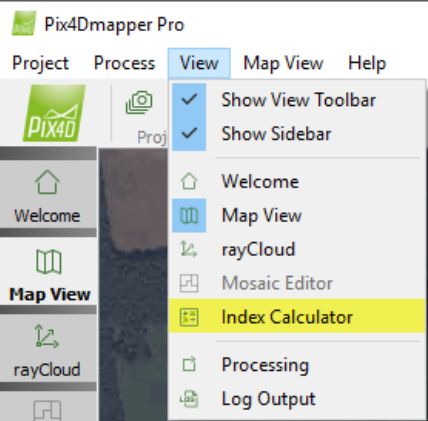 Pix4Dmapper Pro
Project Process View Map View Help
PIX4D
Proj
Show View Toolbar
Show Sidebar
Welcome
Map View
rayCloud
Mosaic Editor
Index Calculator
Processing
Log Output
Welcome
Map View
rayCloud